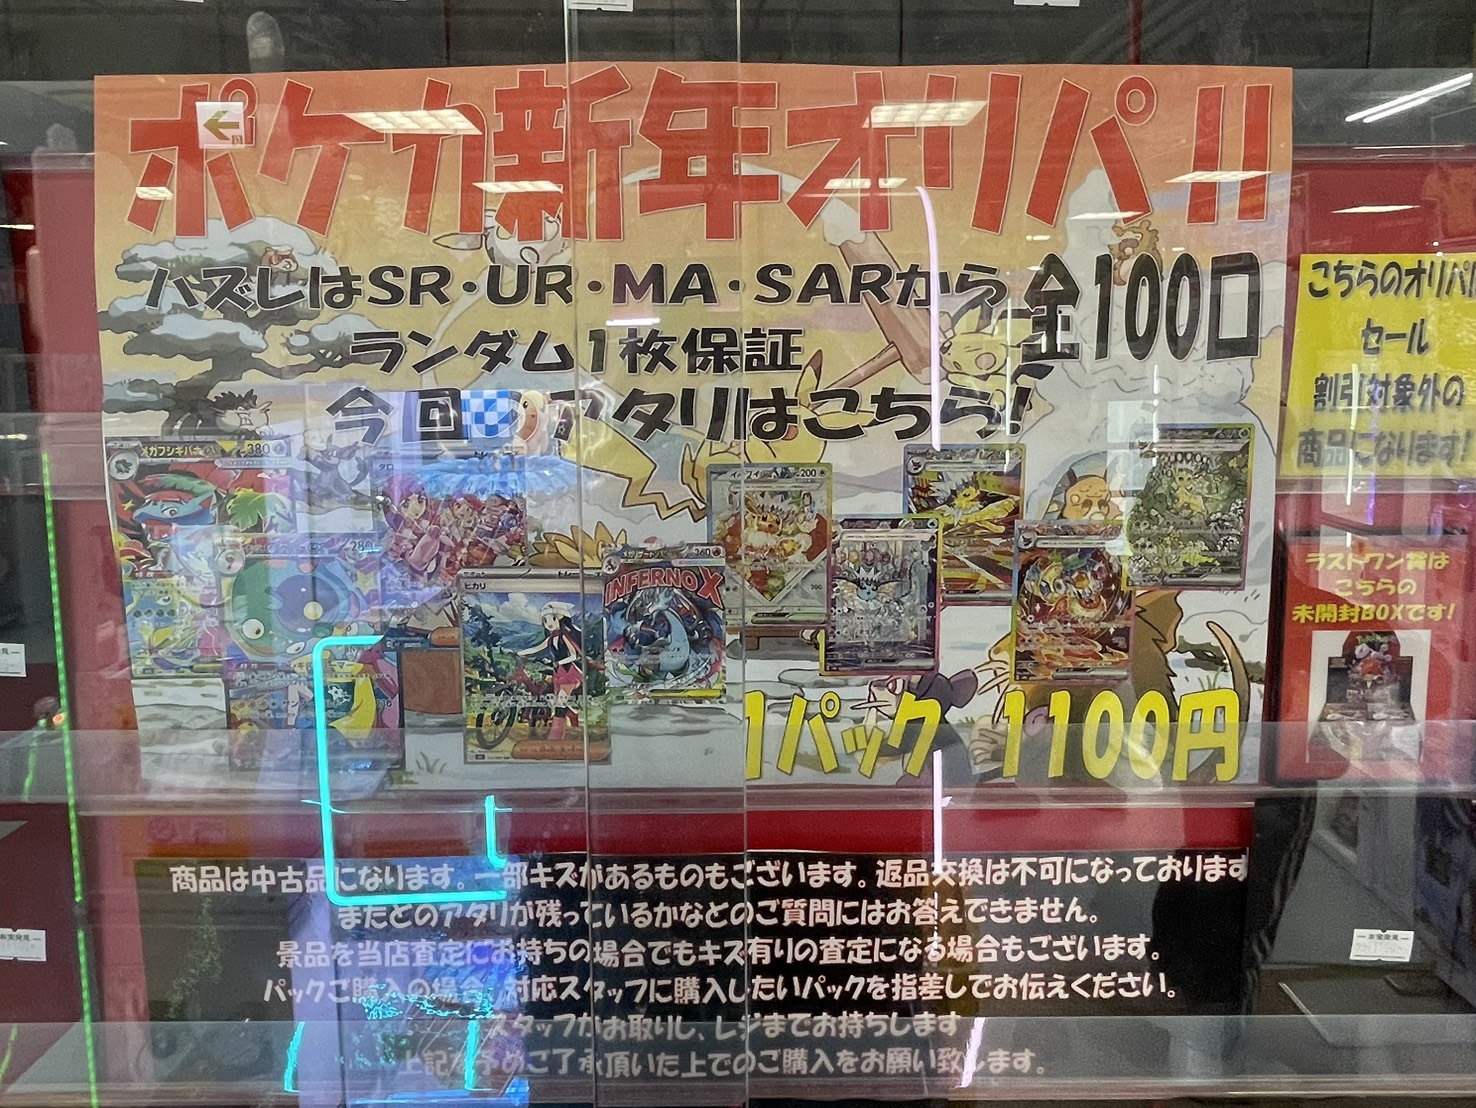 ポケカ新年オリパ!!
ハズレはSR・UR・MA・SARから
ランダム1枚保証
全100口
今回のアタリはこちら!
メガフシギバナ
380
280
ヒカリ
INFERNO X
360
200
1パック 1100円
こちらのオリパは
セール
割引対象外の
商品になります!
ラストワン賞は
こちらの
未開封BOXです!
商品は中古品になります。一部キズがあるものもございます。返品交換は不可になっております
またどのアタリが残っているかなどのご質問にはお答えできません。
景品を当店査定にお持ちの場合でもキズ有りの査定になる場合もございます。
パックご購入の場合、対応スタッフに購入したいパックを指差しでお伝えください。
スタッフがお取りし、レジまでお持ちします
上記を予めご了承頂いた上でのご購入をお願い致します。